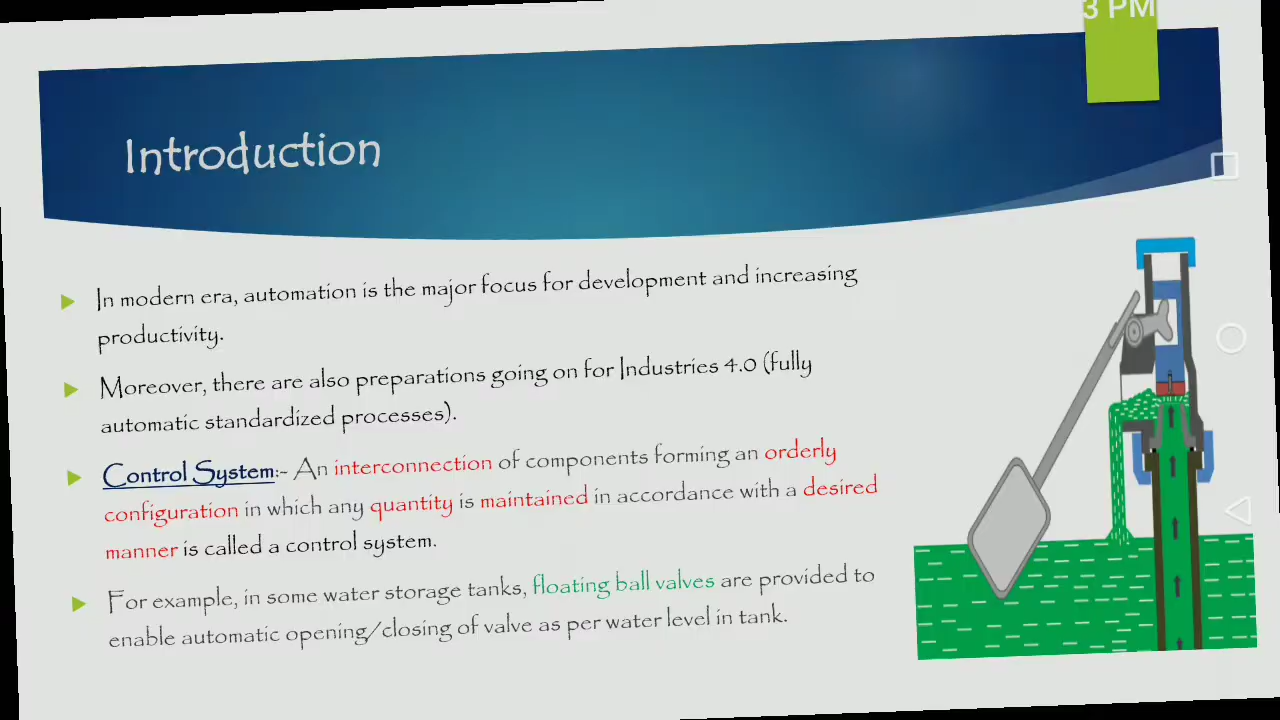 3 PM
Introduction
In modern era, automation is the major focus for development and increasing
productivity.
Moreover, there are also preparations going on for Industries 4.0 (fully
automatic standardized processes).
Control System:- An interconnection of components forming an orderly
configuration in which any quantity is maintained in accordance with a desired
manner is called a control system.
For example, in some water storage tanks, floating ball valves are provided to
enable automatic opening/closing of valve as per water level in tank.